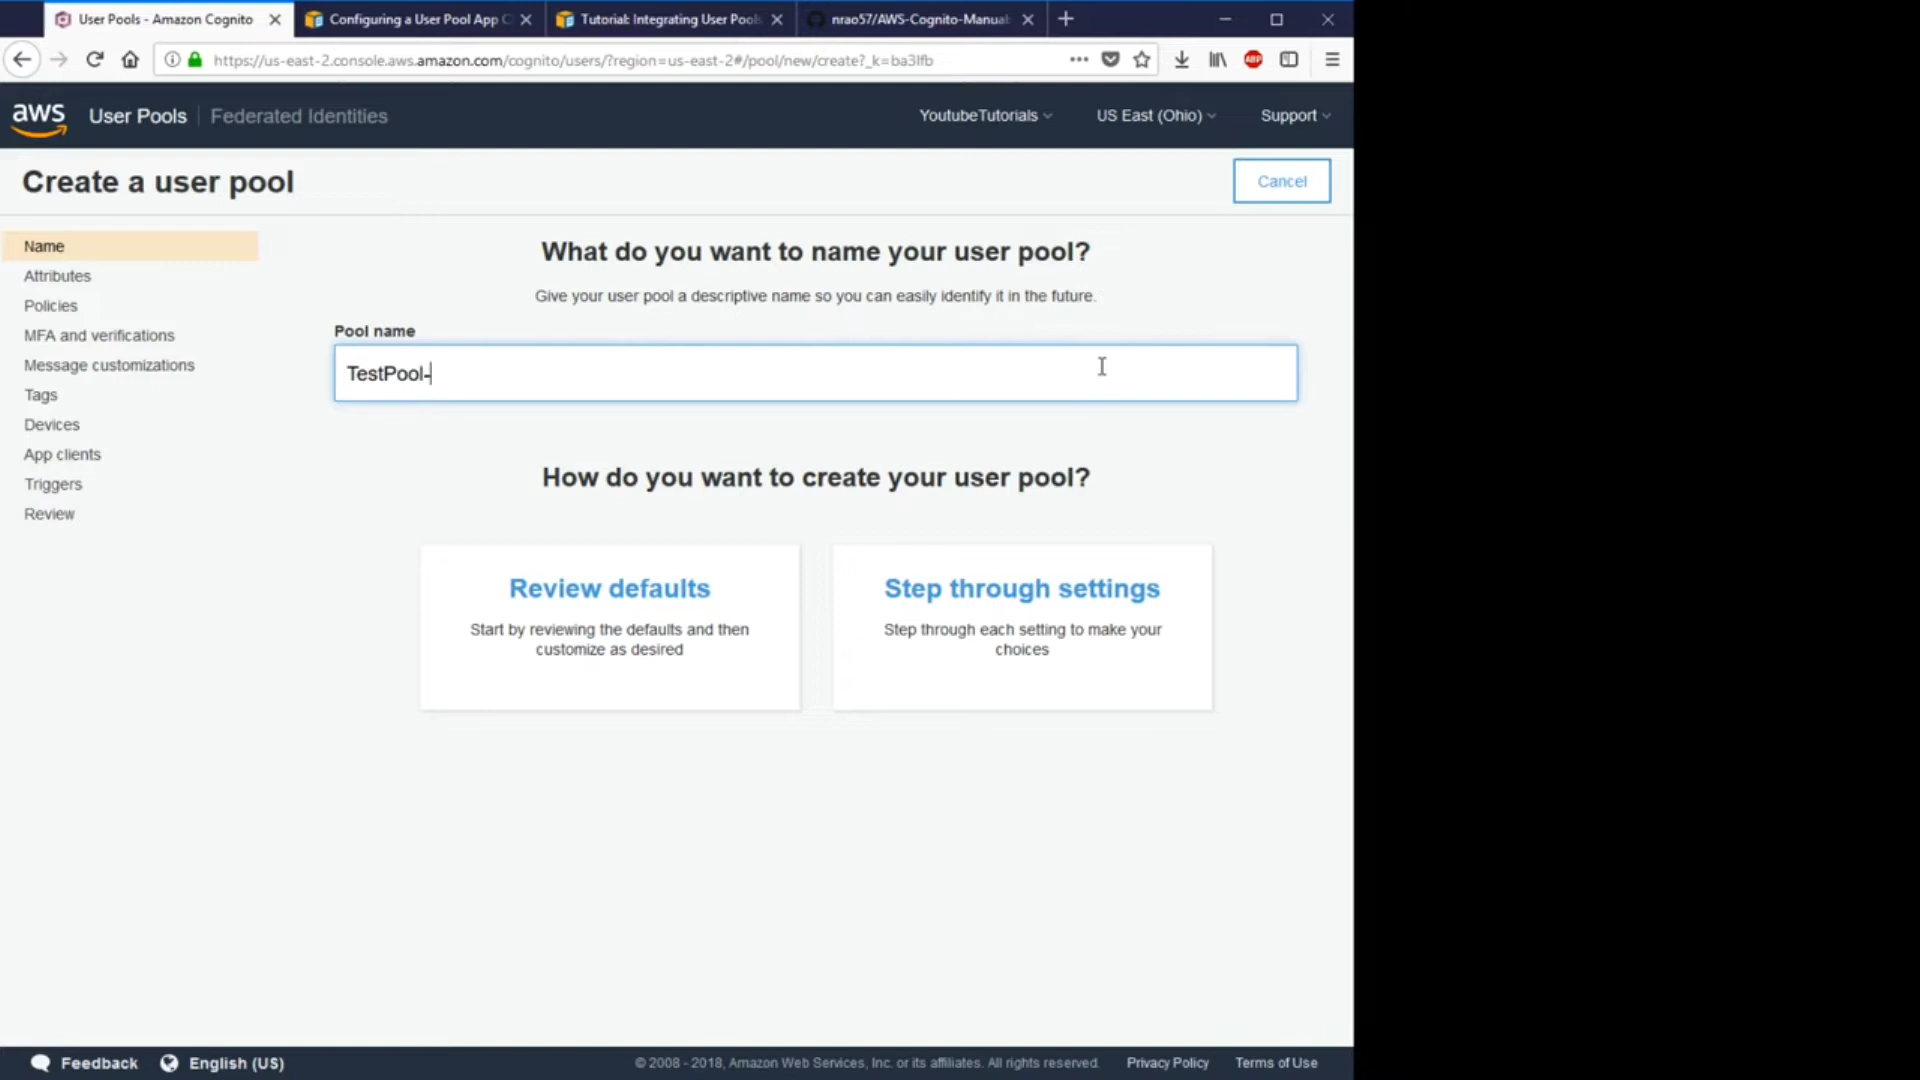 User Pools - Amazon Cognito
Configuring a User Pool App C
Tutorial: Integrating User Pools
nrao57/AWS-Cognito-Manual
https://us-east-2.console.aws.amazon.com/cognito/users/?region=us-east-2#/pool/new/create?_k=ba3lfb
ABP
aws
User Pools
Federated Identities
YoutubeTutorials
US East (Ohio)
Support
Create a user pool
Cancel
Name
Attributes
Policies
MFA and verifications
Message customizations
Tags
Devices
App clients
Triggers
Review
What do you want to name your user pool?
Give your user pool a descriptive name so you can easily identify it in the future.
Pool name
TestPool-
How do you want to create your user pool?
Review defaults
Start by reviewing the defaults and then
customize as desired
Step through settings
Step through each setting to make your
choices
Feedback
English (US)
© 2008 - 2018, Amazon Web Services, Inc. or its affiliates. All rights reserved.
Privacy Policy
Terms of Use